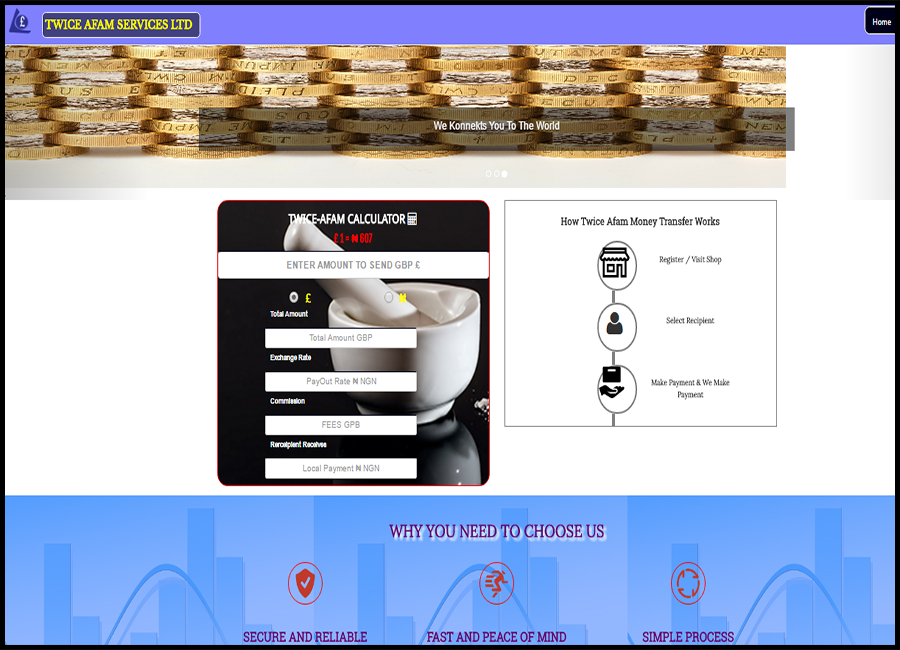 £
TWICE AFAM SERVICES LTD
Home
We Konnekts You To The World
TWICE-AFAM CALCULATOR
£ 1 = ₦ 607
ENTER AMOUNT TO SEND GBP £
£ ₦
Total Amount
Total Amount GBP
Exchange Rate
PayOut Rate ₦ NGN
Commission
FEES GPB
Rerceipient Receives
Local Payment ₦ NGN
How Twice Afam Money Transfer Works
Register / Visit Shop
Select Recipient
Make Payment & We Make
Payment
WHY YOU NEED TO CHOOSE US
SECURE AND RELIABLE
FAST AND PEACE OF MIND
SIMPLE PROCESS